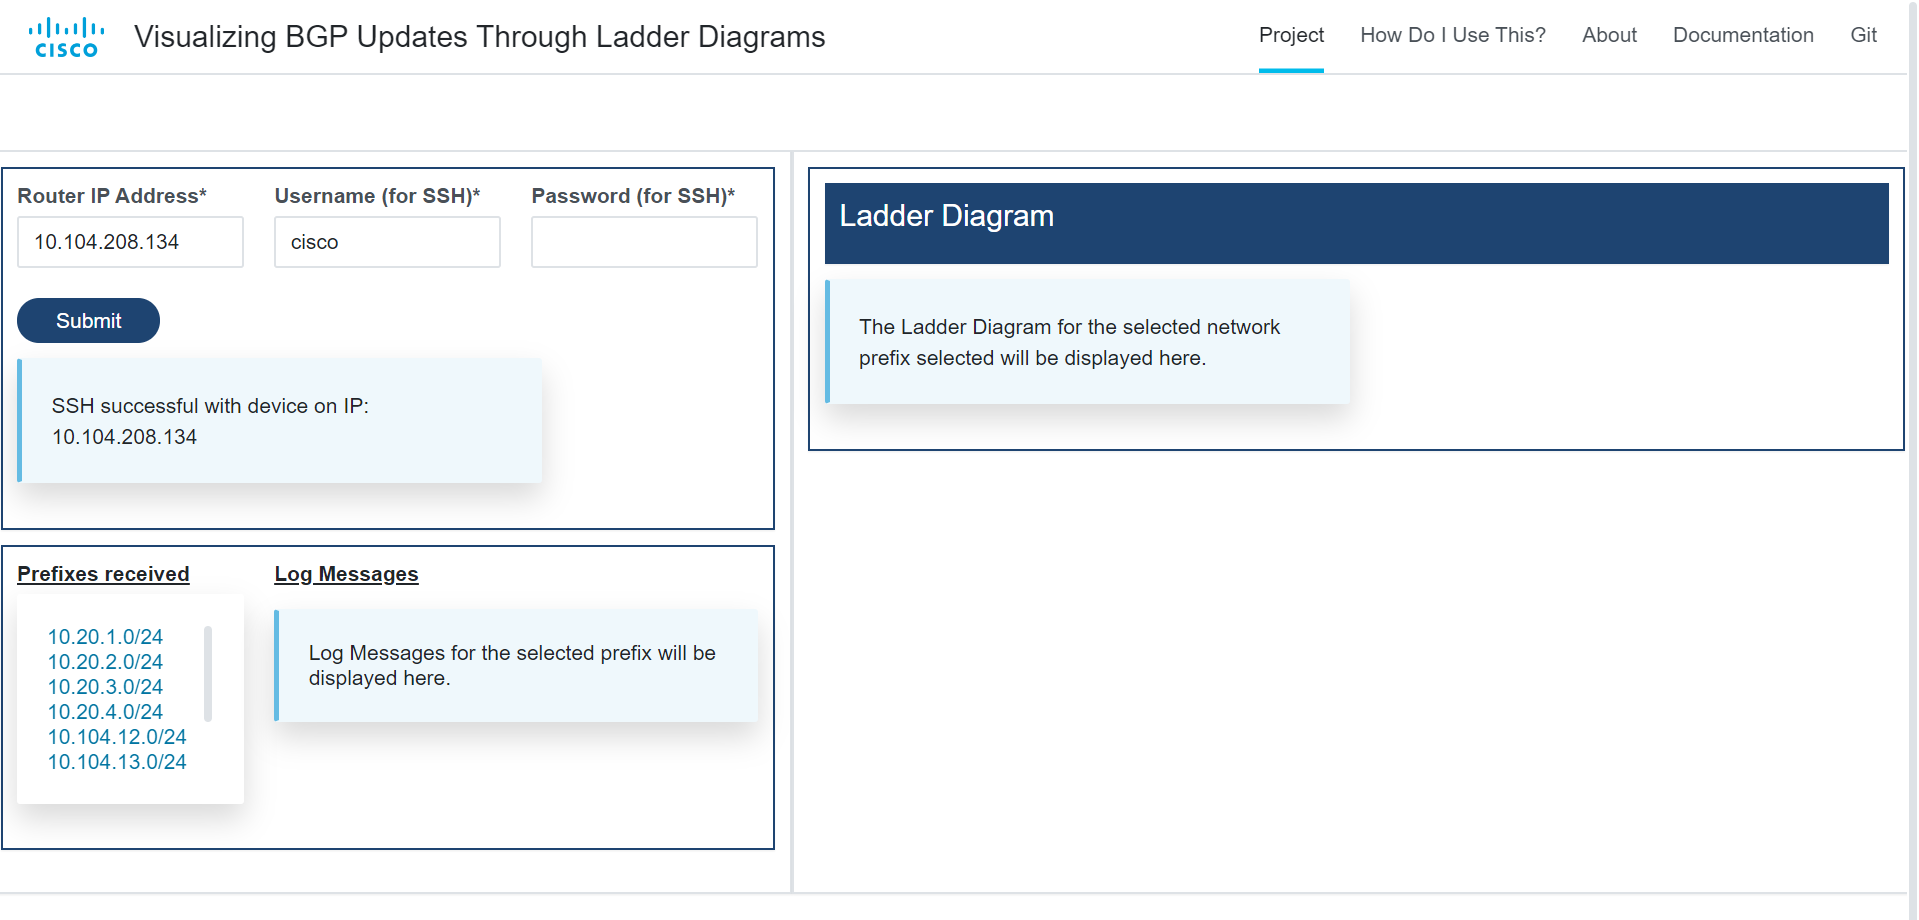 CISCO
Visualizing BGP Updates Through Ladder Diagrams
Project
How Do I Use This?
About
Documentation
Git
Router IP Address*
Username (for SSH)*
Password (for SSH)*
10.104.208.134
cisco
Submit
SSH successful with device on IP:
10.104.208.134
Prefixes received
10.20.1.0/24
10.20.2.0/24
10.20.3.0/24
10.20.4.0/24
10.104.12.0/24
10.104.13.0/24
Log Messages
Log Messages for the selected prefix will be
displayed here.
Ladder Diagram
The Ladder Diagram for the selected network
prefix selected will be displayed here.